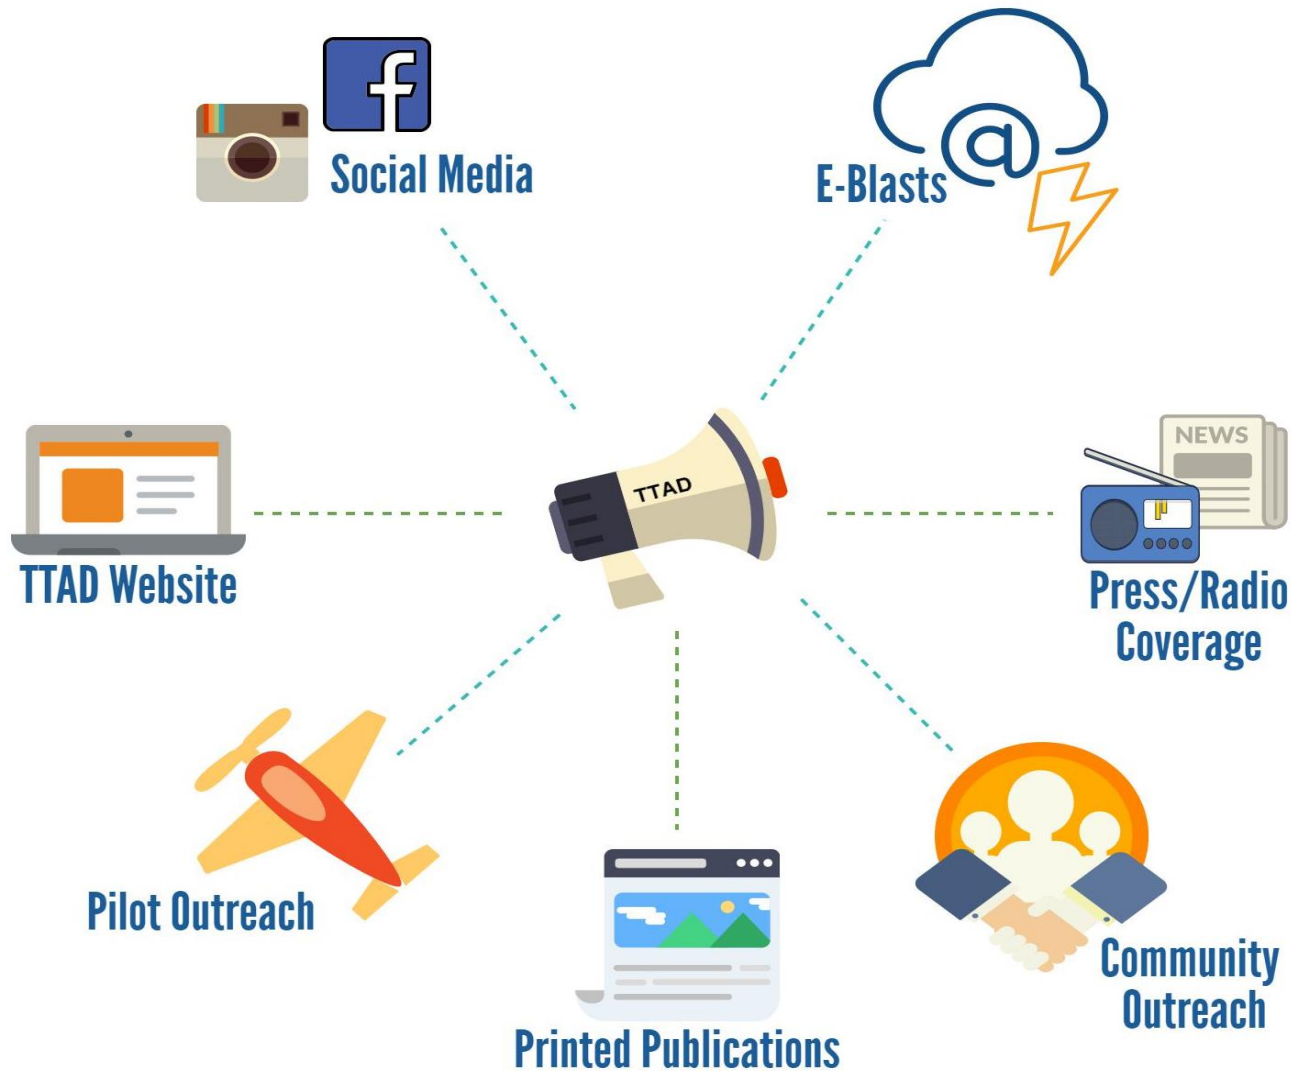 Social Media
E-Blasts
NEWS
TTAD
TTAD Website
Press/Radio
Coverage
Pilot Outreach
Community
Outreach
Printed Publications